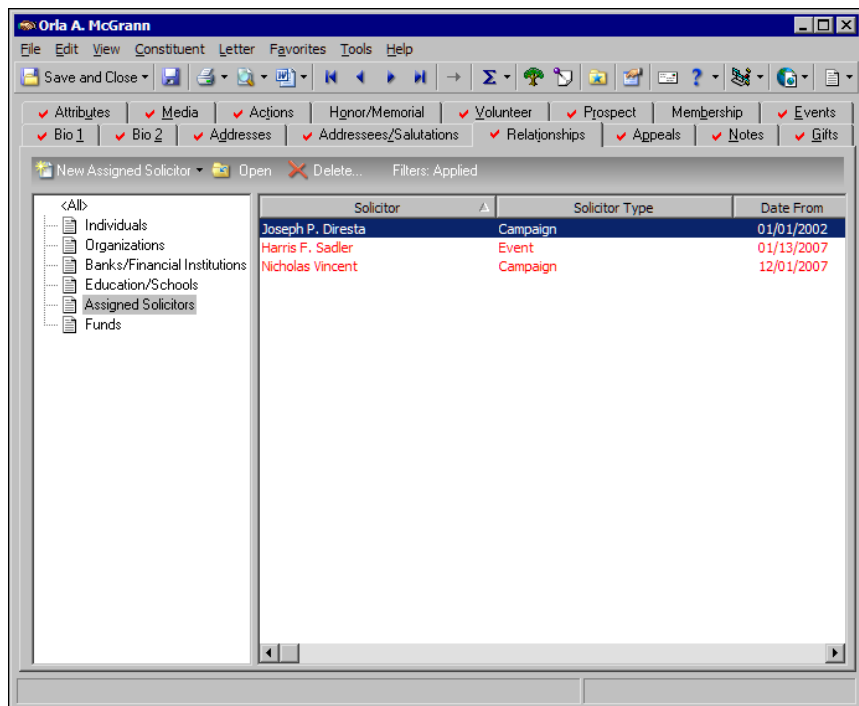 Orla A. McGrann
File Edit View Constituent Letter Favorites Tools Help
Save and Close
Attributes Media Actions Honor/Memorial Volunteer Prospect Membership Events
Bio 1 Bio 2 Addresses Addressees/Salutations Relationships Appeals Notes Gifts
New Assigned Solicitor Open Delete... Filters: Applied
<All>
Individuals
Organizations
Banks/Financial Institutions
Education/Schools
Assigned Solicitors
Funds
Solicitor Solicitor Type Date From
Joseph P. Diresta Campaign 01/01/2002
Harris F. Sadler Event 01/13/2007
Nicholas Vincent Campaign 12/01/2007